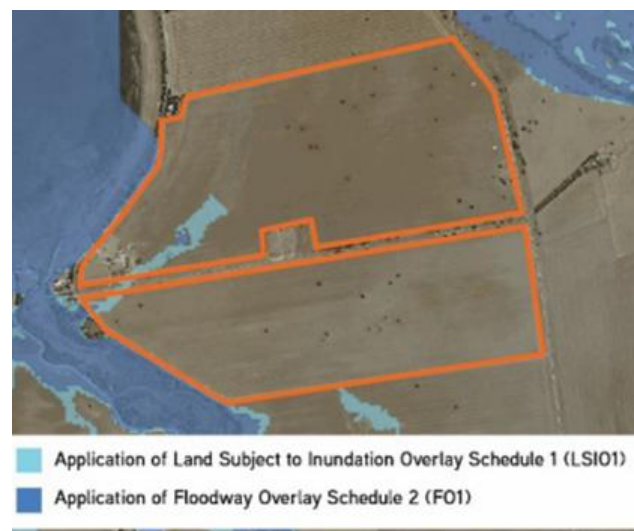 Application of Land Subject to Inundation Overlay Schedule 1 (LSIO1)
Application of Floodway Overlay Schedule 2 (FO1)